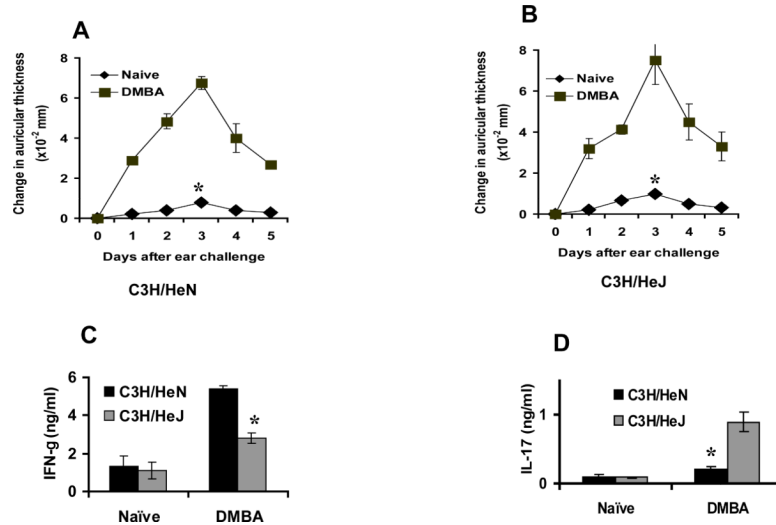 A
Change in auricular thickness
(x10-2 mm)
8
6
4
2
0
Naive
DMBA
*
0 1 2 3 4 5
Days after ear challenge
C3H/HeN
B
Change in auricular thickness
(x10-2 mm)
8
6
4
2
0
Naive
DMBA
*
0 1 2 3 4 5
Days after ear challenge
C3H/HeJ
C
IFN-g (ng/ml)
6
4
2
0
C3H/HeN
C3H/HeJ
*
Naïve DMBA
D
IL-17 (ng/ml)
1
0
C3H/HeN
C3H/HeJ
*
Naïve DMBA